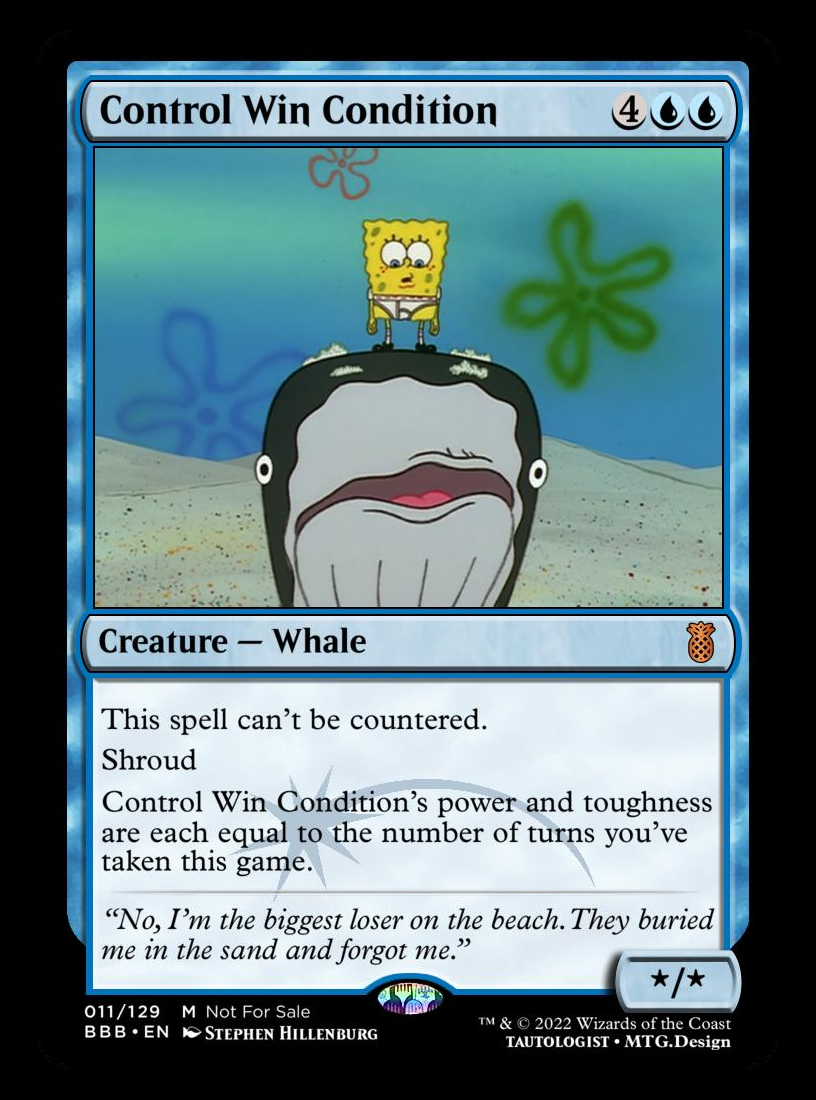 Control Win Condition 4
Creature — Whale
This spell can't be countered.
Shroud
Control Win Condition's power and toughness
are each equal to the number of turns you've
taken this game.
“No, I'm the biggest loser on the beach. They buried
me in the sand and forgot me.”
★/★
011/129 M Not For Sale
BBB • EN STEPHEN HILLENBURG
™ & © 2022 Wizards of the Coast
TAUTOLOGIST • MTG.Design